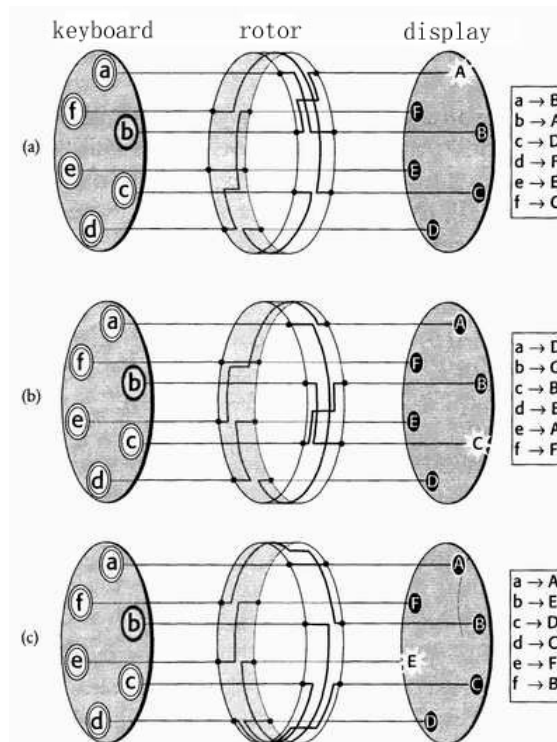 keyboard rotor display
a
A
f
F
b
B
(a)
e
E
c
C
d
D
a → B
b → A
c → D
d → F
e → E
f → C
a
A
f
F
b
B
(b)
e
E
c
C
d
D
a → D
b → C
c → B
d → E
e → A
f → F
a
A
f
F
b
B
(c)
e
E
c
C
d
D
a → A
b → E
c → D
d → C
e → F
f → B